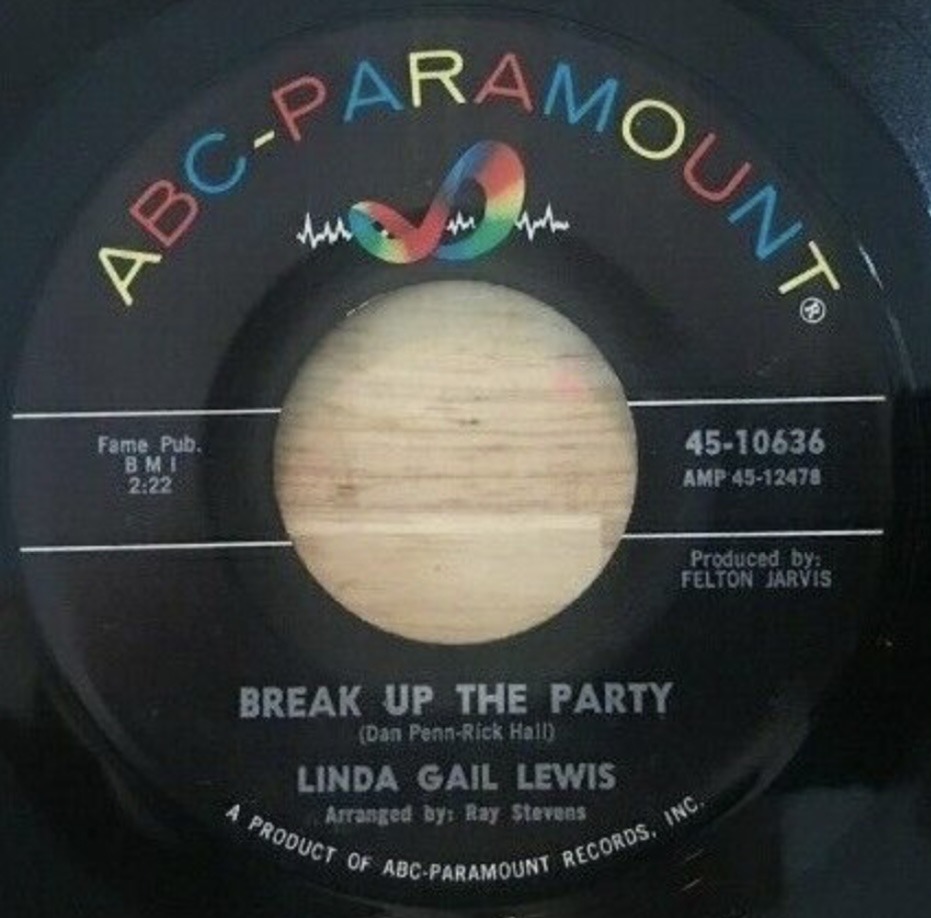 ABC-PARAMOUNT®
Fame Pub.
BMI
2:22
45-10636
AMP 45-12478
Produced by:
FELTON JARVIS
BREAK UP THE PARTY
(Dan Penn-Rick Hall)
LINDA GAIL LEWIS
Arranged by: Ray Stevens
A PRODUCT OF ABC-PARAMOUNT RECORDS, INC.